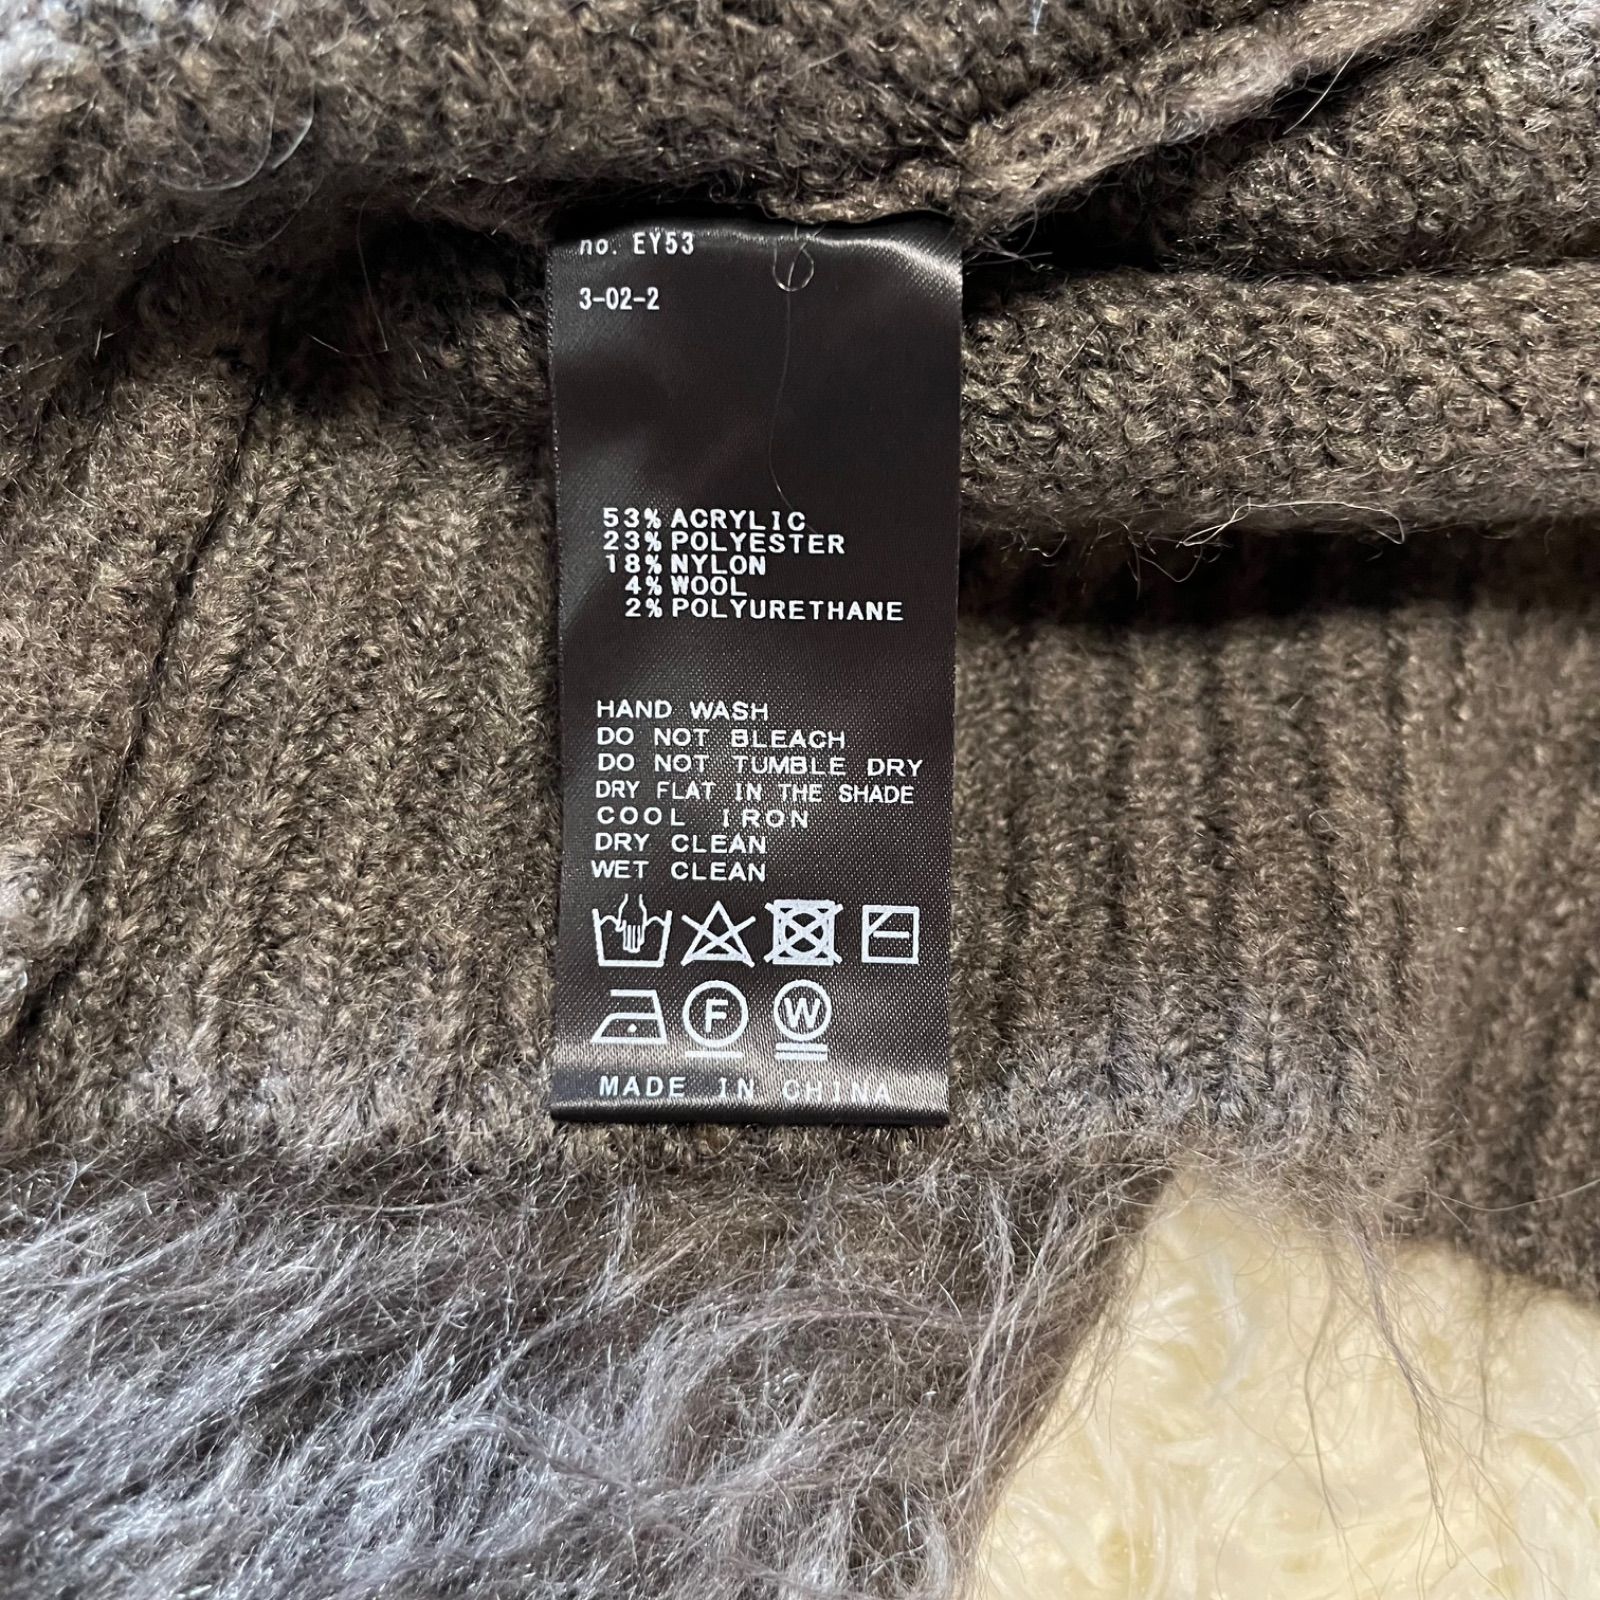 no. EY53
3-02-2
53% ACRYLIC
23% POLYESTER
18% NYLON
4% WOOL
2% POLYURETHANE
HAND WASH
DO NOT BLEACH
DO NOT TUMBLE DRY
DRY FLAT IN THE SHADE
COOL IRON
DRY CLEAN
WET CLEAN
F W
MADE IN CHINA